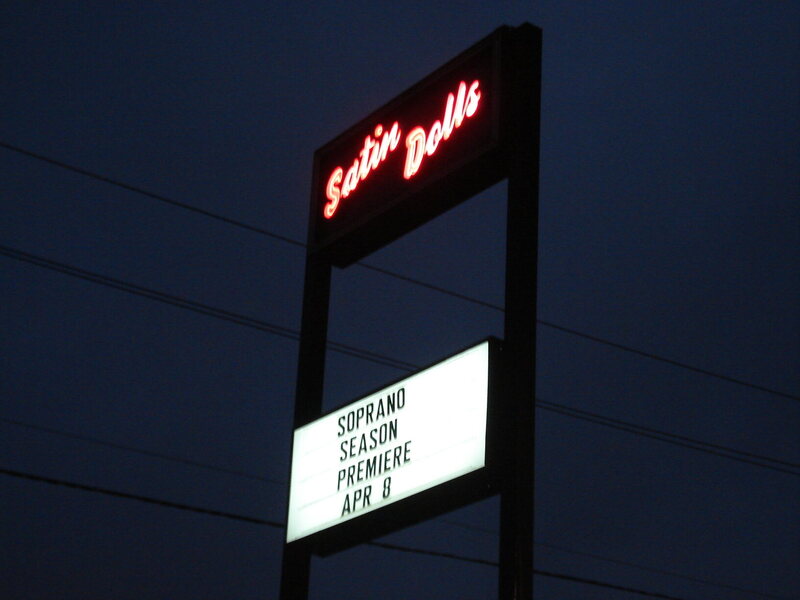 Satin Dolls
SOPRANO
SEASON
PREMIERE
APR 8